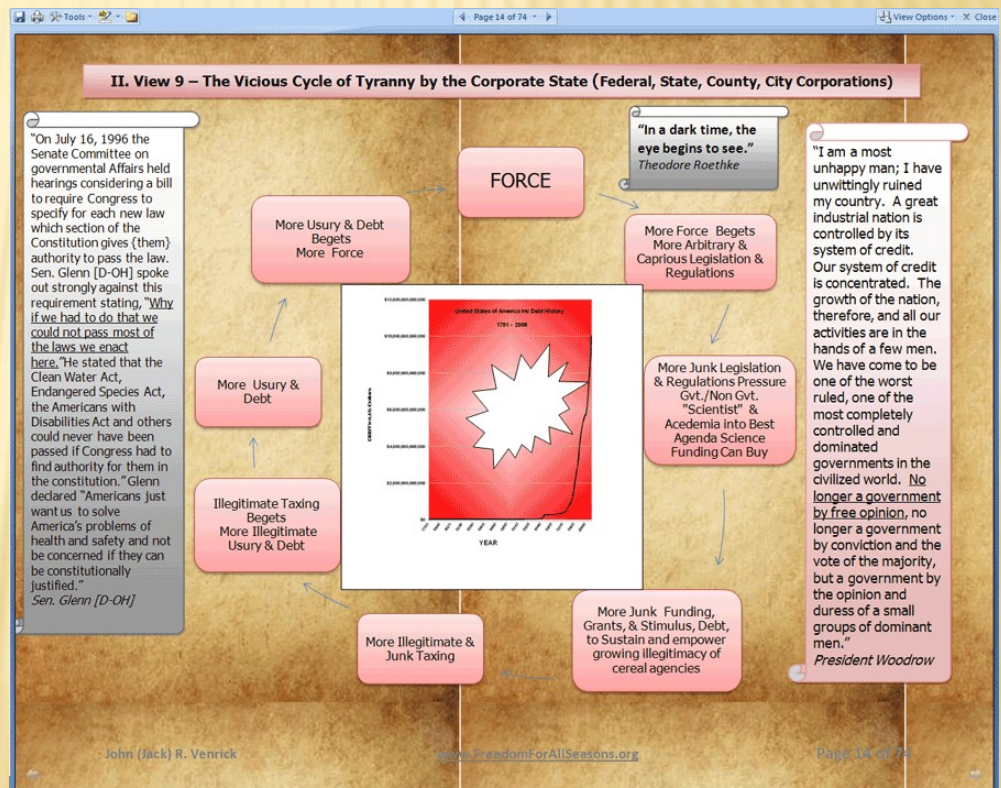 Tools
Page 14 of 74
View Options
Close
II. View 9 – The Vicious Cycle of Tyranny by the Corporate State (Federal, State, County, City Corporations)
"On July 16, 1996 the
Senate Committee on
governmental Affairs held
hearings considering a bill
to require Congress to
specify for each new law
which section of the
Constitution gives {them}
authority to pass the law.
Sen. Glenn [D-OH] spoke
out strongly against this
requirement stating, "Why
if we had to do that we
could not pass most of
the laws we enact
here."He stated that the
Clean Water Act,
Endangered Species Act,
the Americans with
Disabilities Act and others
could never have been
passed if Congress had to
find authority for them in
the constitution." Glenn
declared "Americans just
want us to solve
America's problems of
health and safety and not
be concerned if they can
be constitutionally
justified."
Sen. Glenn [D-OH]
FORCE
"In a dark time, the
eye begins to see."
Theodore Roethke
More Force Begets
More Arbitrary &
Caprious Legislation &
Regulations
More Junk Legislation
& Regulations Pressure
Gvt./Non Gvt.
"Scientist" &
Acedemia into Best
Agenda Science
Funding Can Buy
More Junk Funding,
Grants, & Stimulus, Debt,
to Sustain and empower
growing illegitimacy of
cereal agencies
More Illegitimate &
Junk Taxing
Illegitimate Taxing
Begets
More Illegitimate
Usury & Debt
More Usury &
Debt
More Usury & Debt
Begets
More Force
United States of America Inc Debt History
YEAR
"I am a most
unhappy man; I have
unwittingly ruined
my country. A great
industrial nation is
controlled by its
system of credit.
Our system of credit
is concentrated. The
growth of the nation,
therefore, and all our
activities are in the
hands of a few men.
We have come to be
one of the worst
ruled, one of the
most completely
controlled and
dominated
governments in the
civilized world. No
longer a government
by free opinion, no
longer a government
by conviction and the
vote of the majority,
but a government by
the opinion and
duress of a small
groups of dominant
men."
President Woodrow
John (Jack) R. Venrick
www.FreedomForAllSeasons.org
Page 14 of 74